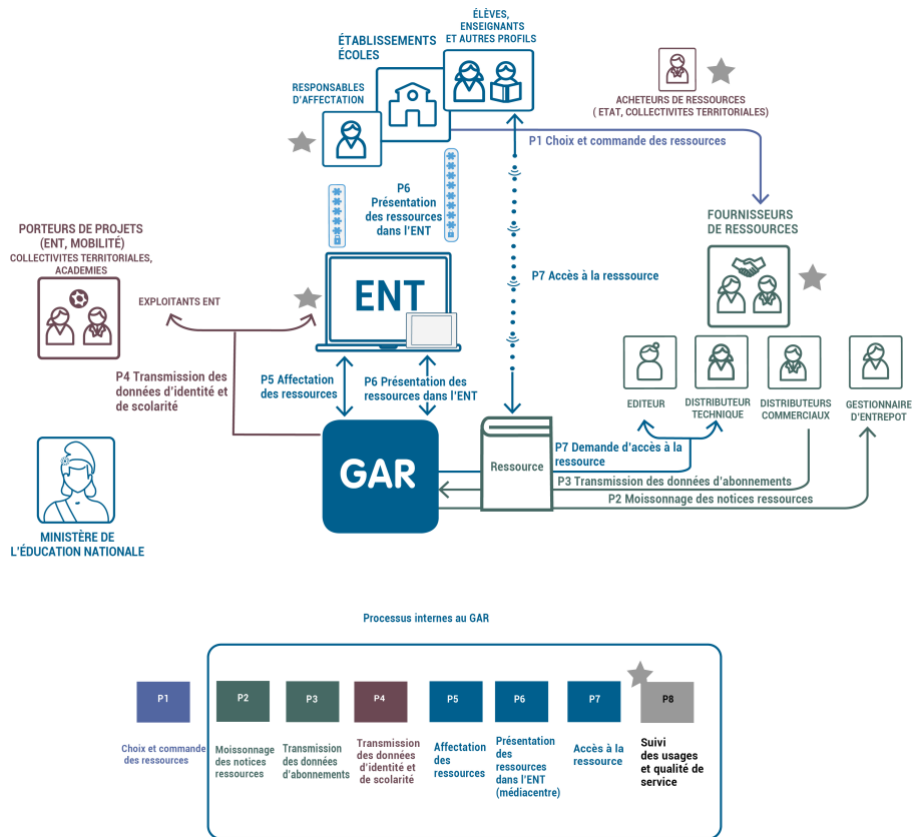 ÉLÈVES,
ENSEIGNANTS
ET AUTRES PROFILS
ÉTABLISSEMENTS
ÉCOLES
RESPONSABLES
D'AFFECTATION
ACHETEURS DE RESSOURCES
( ETAT, COLLECTIVITES TERRITORIALES)
P1 Choix et commande des ressources
P6
Présentation
des ressources
dans l'ENT
FOURNISSEURS
DE RESSOURCES
PORTEURS DE PROJETS
(ENT, MOBILITÉ)
COLLECTIVITES TERRITORIALES,
ACADEMIES
EXPLOITANTS ENT
ENT
P7 Accès à la resssource
P4 Transmission des
données d'identité et
de scolarité
P5 Affectation
des ressources
P6 Présentation des
ressources dans l'ENT
EDITEUR
DISTRIBUTEUR
TECHNIQUE
DISTRIBUTEURS
COMMERCIAUX
GESTIONNAIRE
D'ENTREPOT
GAR
Ressource
P7 Demande d'accès à la
ressource
P3 Transmission des données d'abonnements
P2 Moissonnage des notices ressources
MINISTÈRE DE
L'ÉDUCATION NATIONALE
Processus internes au GAR
P1
P2
P3
P4
P5
P6
P7
P8
Choix et commande
des ressources
Moissonnage
des notices
ressources
Transmission
des données
d'abonnements
Transmission
des données
d'identité et
de scolarité
Affectation
des
ressources
Présentation
des
ressources
dans l'ENT
(médiacentre)
Accès à la
ressource
Suivi
des usages
et qualité de
service